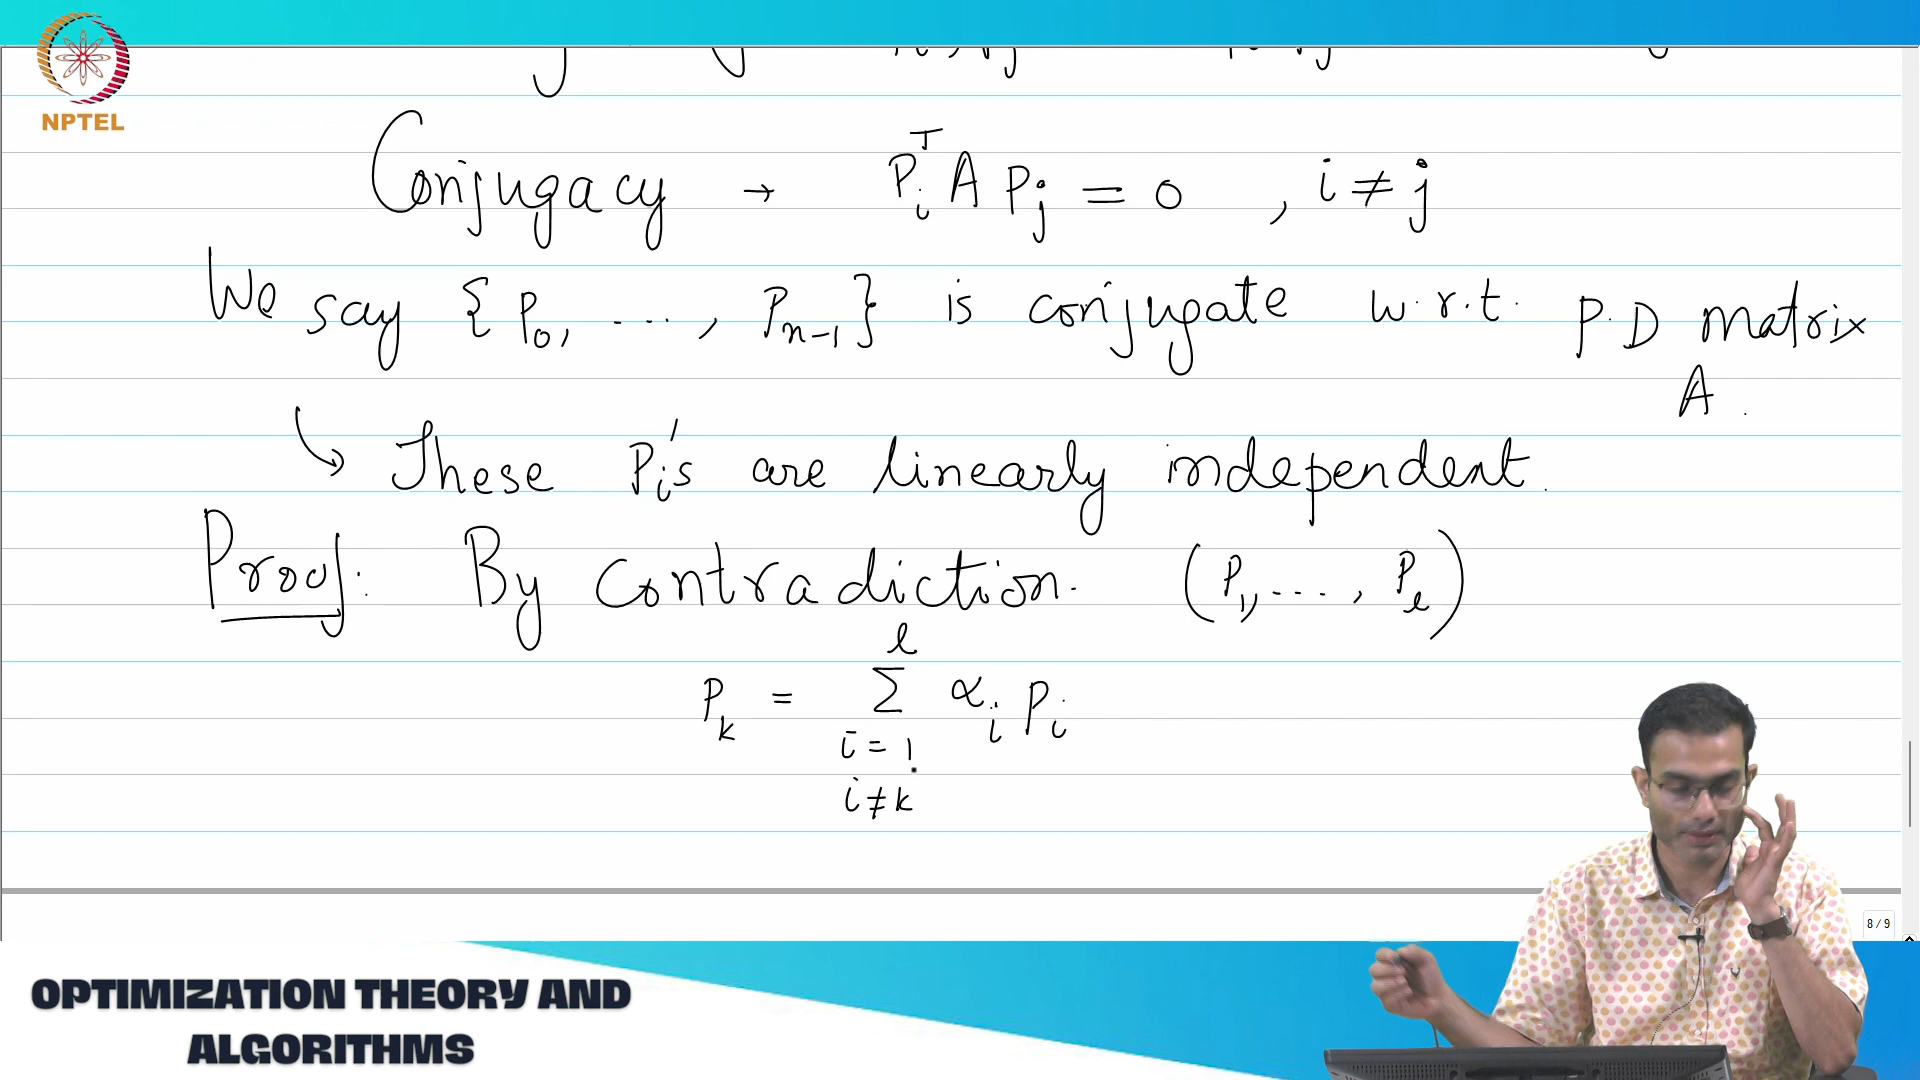 NPTEL
Conjugacy → P_i^T A P_j = 0 , i ≠ j
We say { P_0, ...., P_{n-1} } is conjugate w.r.t. P.D matrix
A.
↳ These P_i's are linearly independent.
Proof: By contradiction. (P_1, ..., P_l)
P_k = Σ_{i=1, i≠k}^{l} α_i P_i
8 / 9
OPTIMIZATION THEORY AND
ALGORITHMS